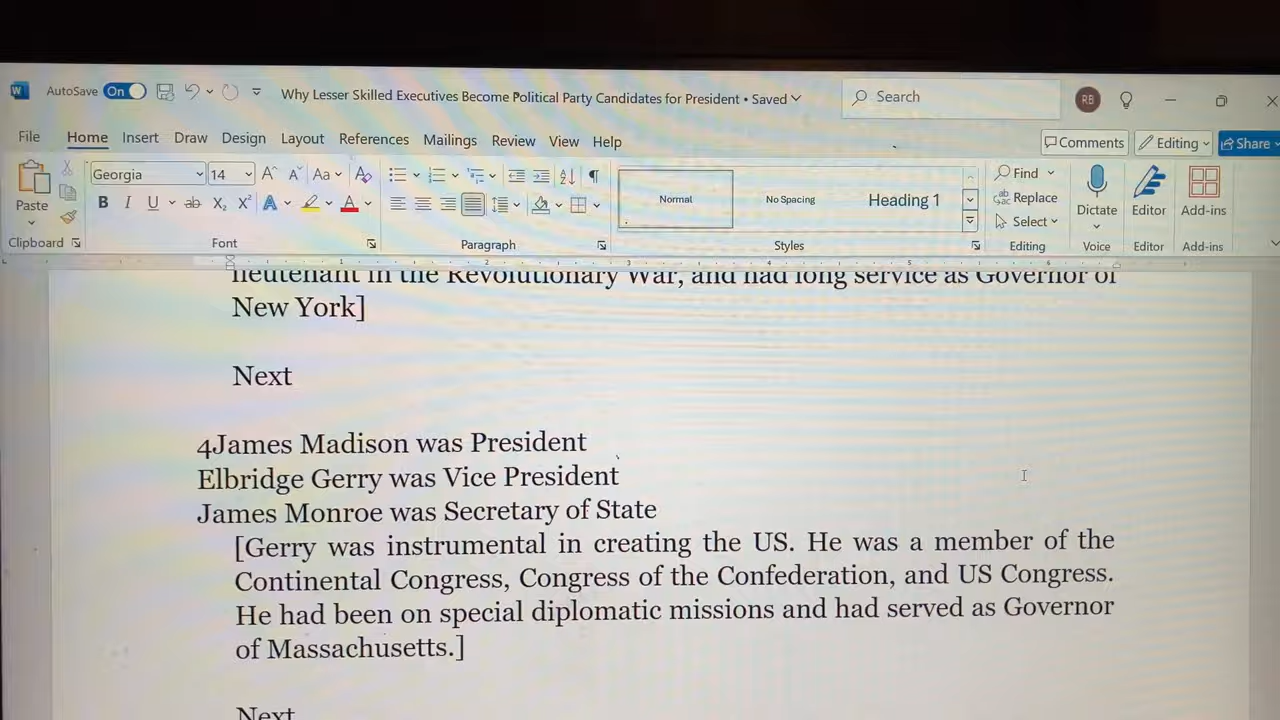 AutoSave On Why Lesser Skilled Executives Become Political Party Candidates for President • Saved Search RB
File Home Insert Draw Design Layout References Mailings Review View Help Comments Editing Share
Georgia 14 Aa
Paste B I U ab X₂ X² A A Normal No Spacing Heading 1 Find Replace Select Dictate Editor Add-ins
Clipboard Font Paragraph Styles Editing Voice Editor Add-ins
lieutenant in the Revolutionary War, and had long service as Governor of
New York]
Next
4James Madison was President
Elbridge Gerry was Vice President
James Monroe was Secretary of State
[Gerry was instrumental in creating the US. He was a member of the
Continental Congress, Congress of the Confederation, and US Congress.
He had been on special diplomatic missions and had served as Governor
of Massachusetts.]
Next